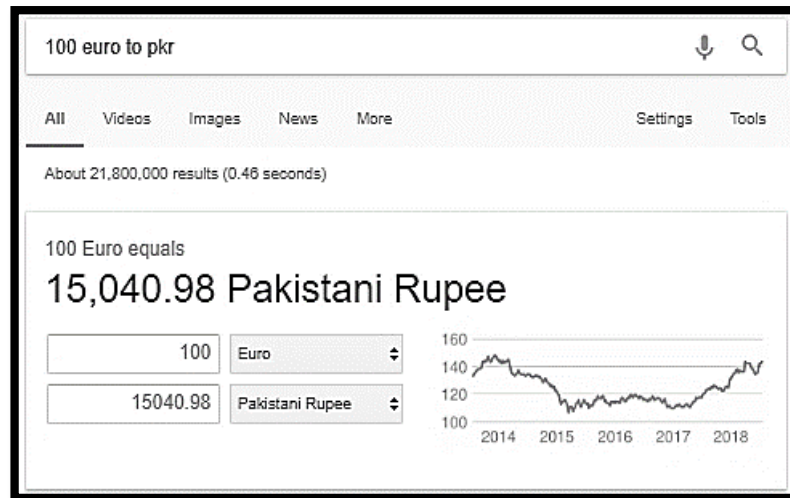 100 euro to pkr
All Videos Images News More Settings Tools
About 21,800,000 results (0.46 seconds)
100 Euro equals
15,040.98 Pakistani Rupee
100 Euro
15040.98 Pakistani Rupee
160
140
120
100
2014 2015 2016 2017 2018